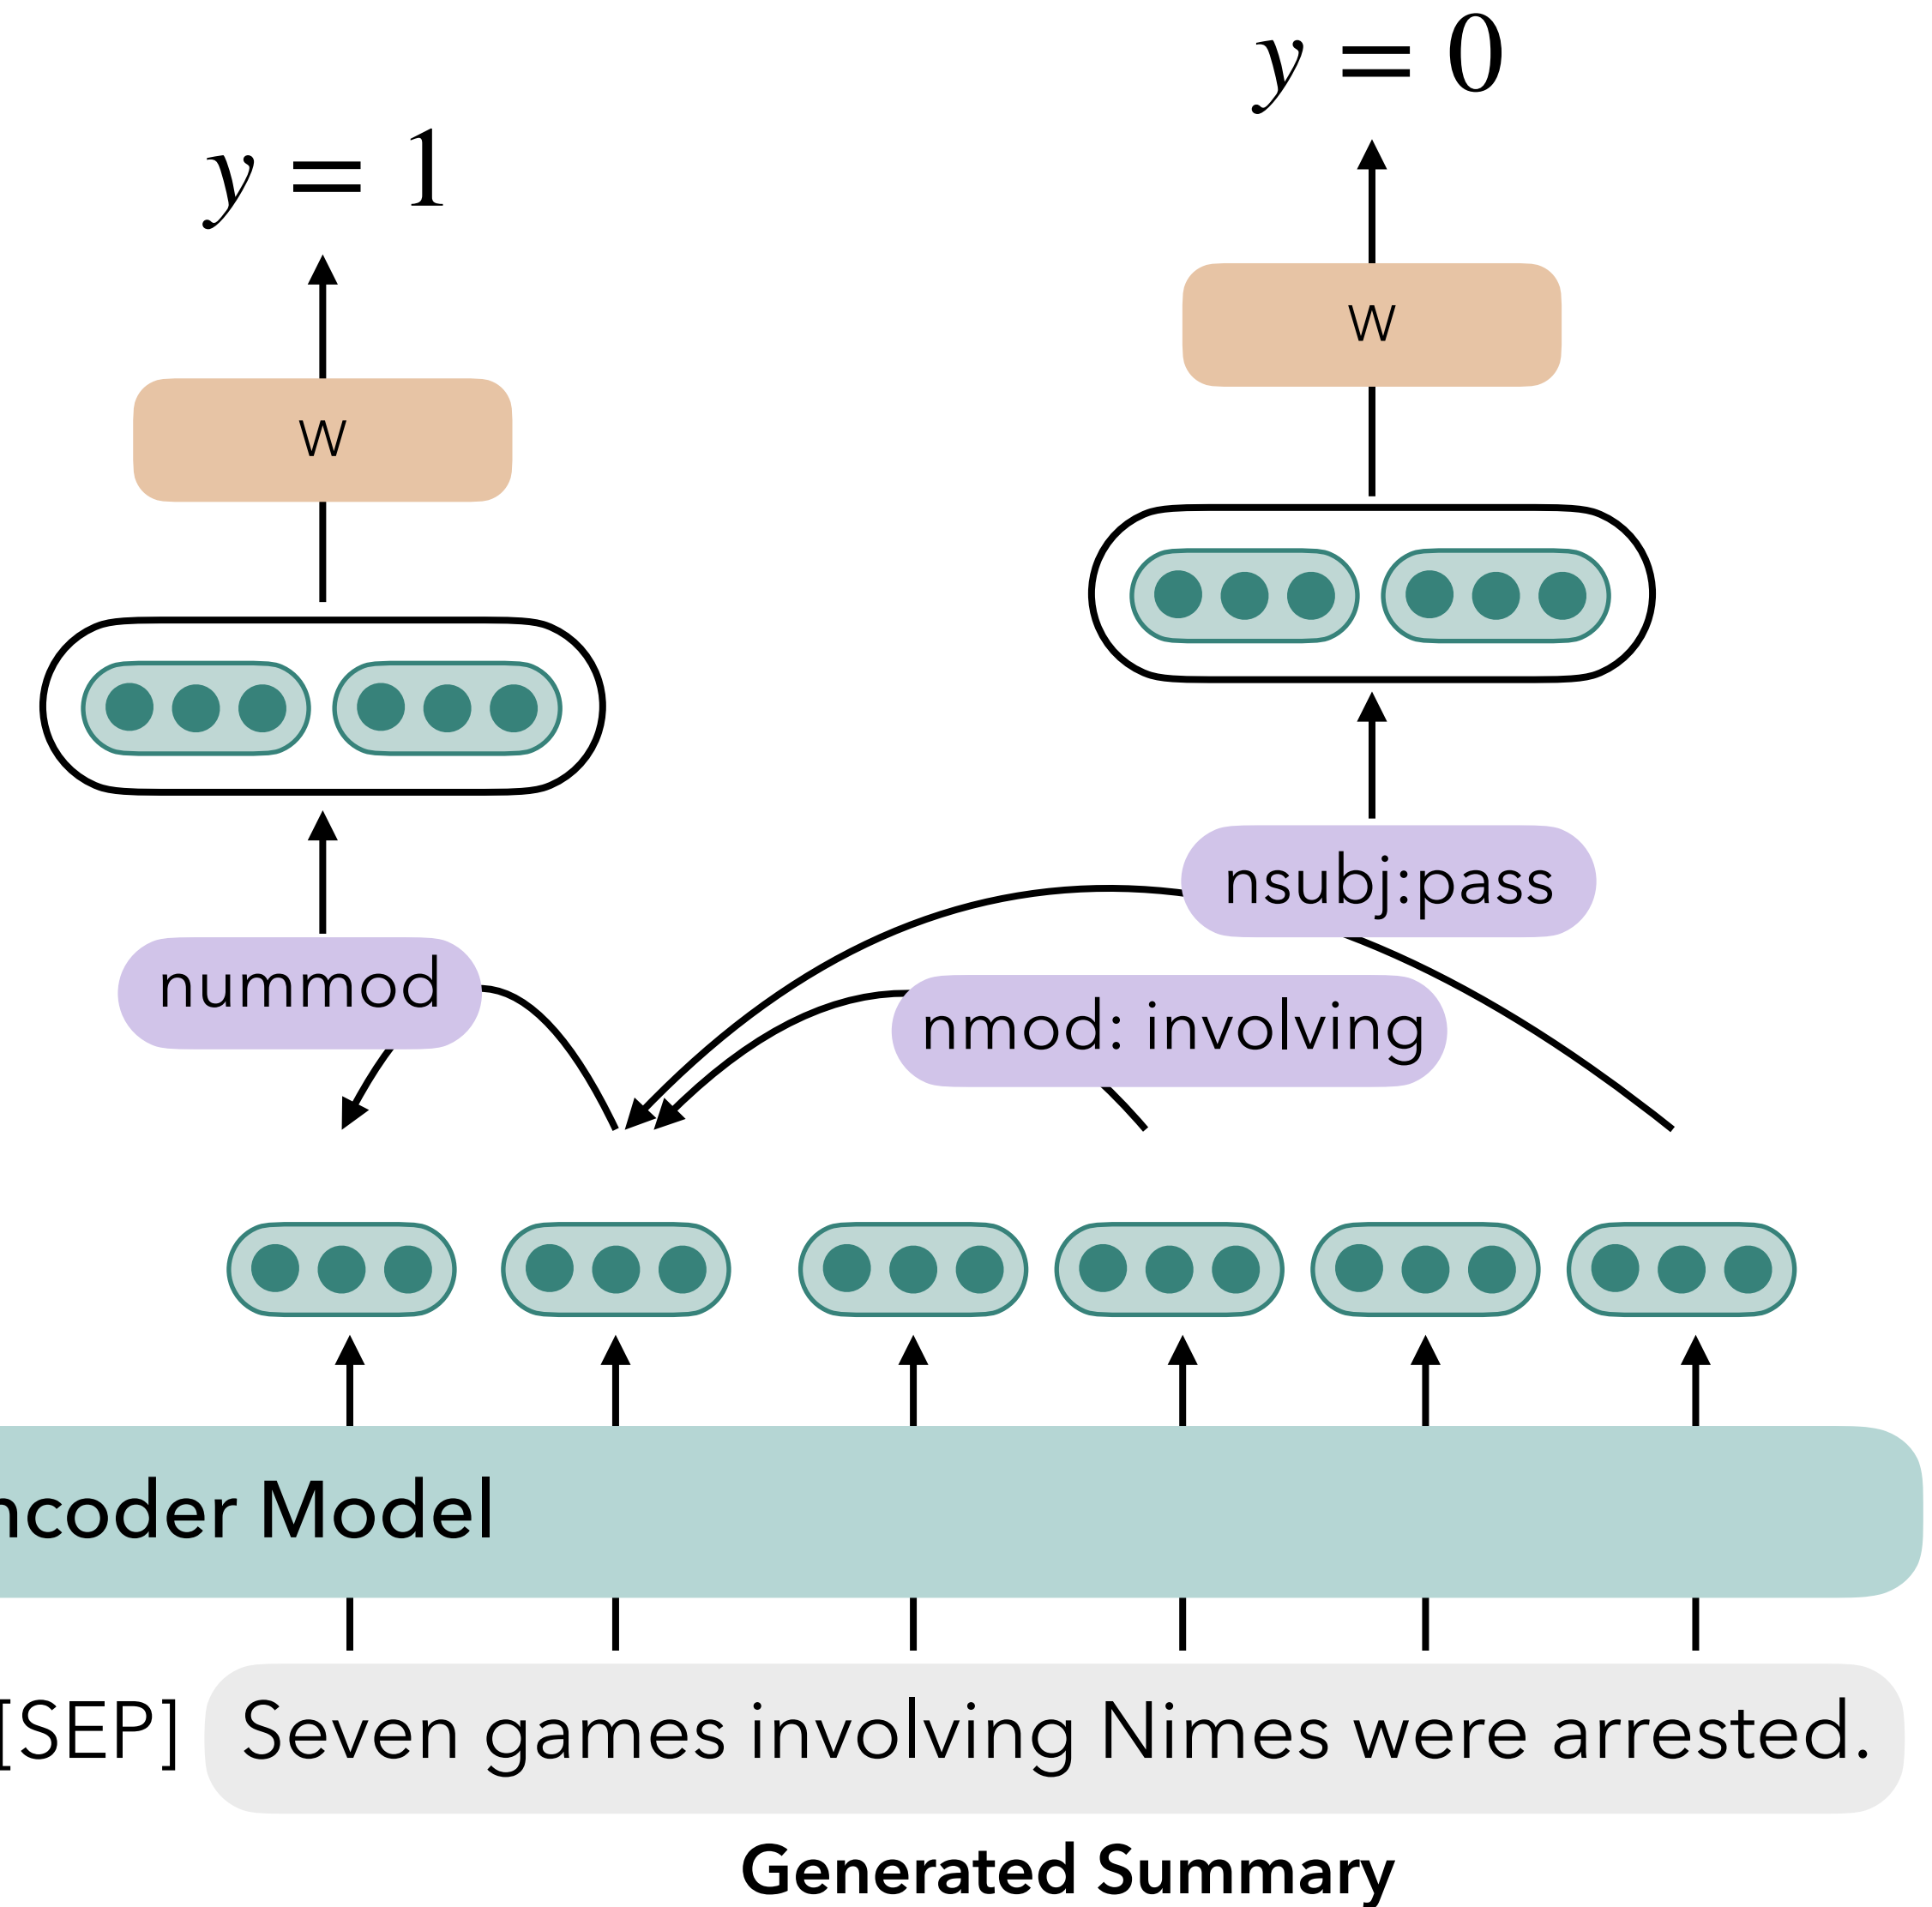 y = 0
y = 1
W
W
nsubj:pass
nummod
nmod: involving
ncoder Model
[SEP] Seven games involving Nimes were arrested.
Generated Summary